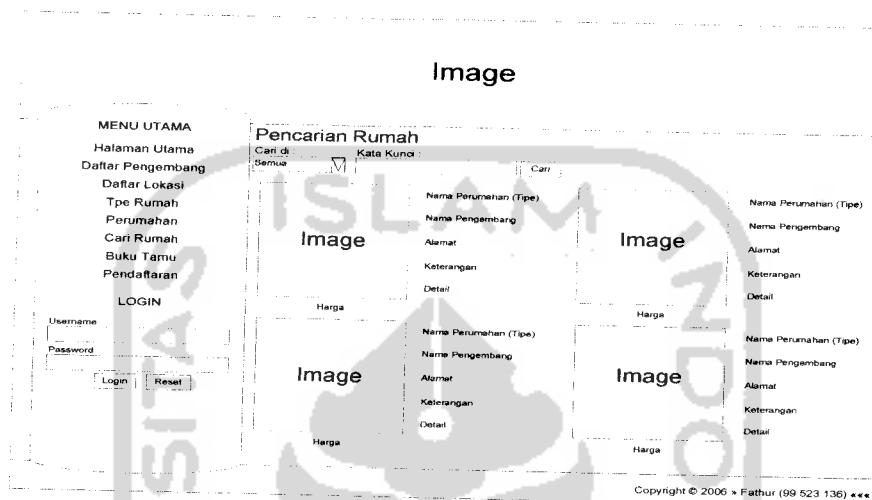 Image
MENU UTAMA
Halaman Utama
Daftar Pengembang
Daftar Lokasi
Tpe Rumah
Perumahan
Cari Rumah
Buku Tamu
Pendaftaran
LOGIN
Username
Password
Login Reset
Pencarian Rumah
Cari di : Kata Kunci :
Semua Cari
Image
Nama Perumahan (Tipe)
Nama Pengembang
Alamat
Keterangan
Detail
Harga
Image
Nama Perumahan (Tipe)
Nama Pengembang
Alamat
Keterangan
Detail
Harga
Image
Nama Perumahan (Tipe)
Nama Pengembang
Alamat
Keterangan
Detail
Harga
Image
Nama Perumahan (Tipe)
Nama Pengembang
Alamat
Keterangan
Detail
Harga
Copyright © 2006 » Fathur (99 523 136) «««
ISLAM
SITAS
INDO